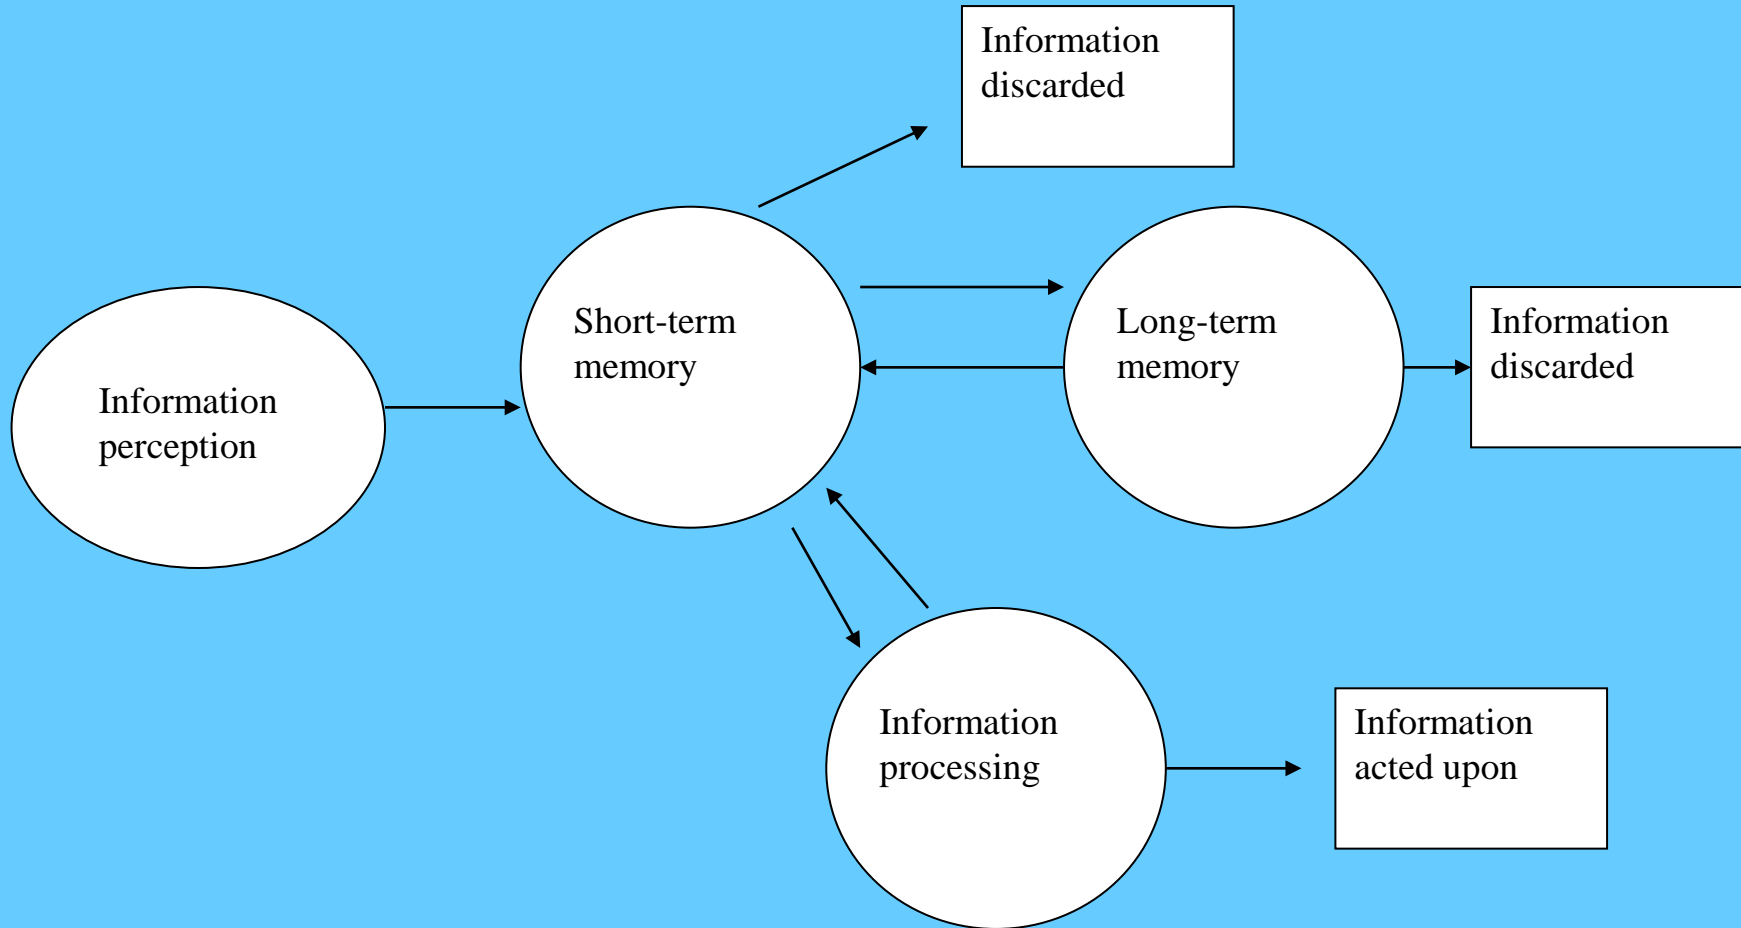 Information
discarded
Short-term
memory
Long-term
memory
Information
discarded
Information
perception
Information
processing
Information
acted upon